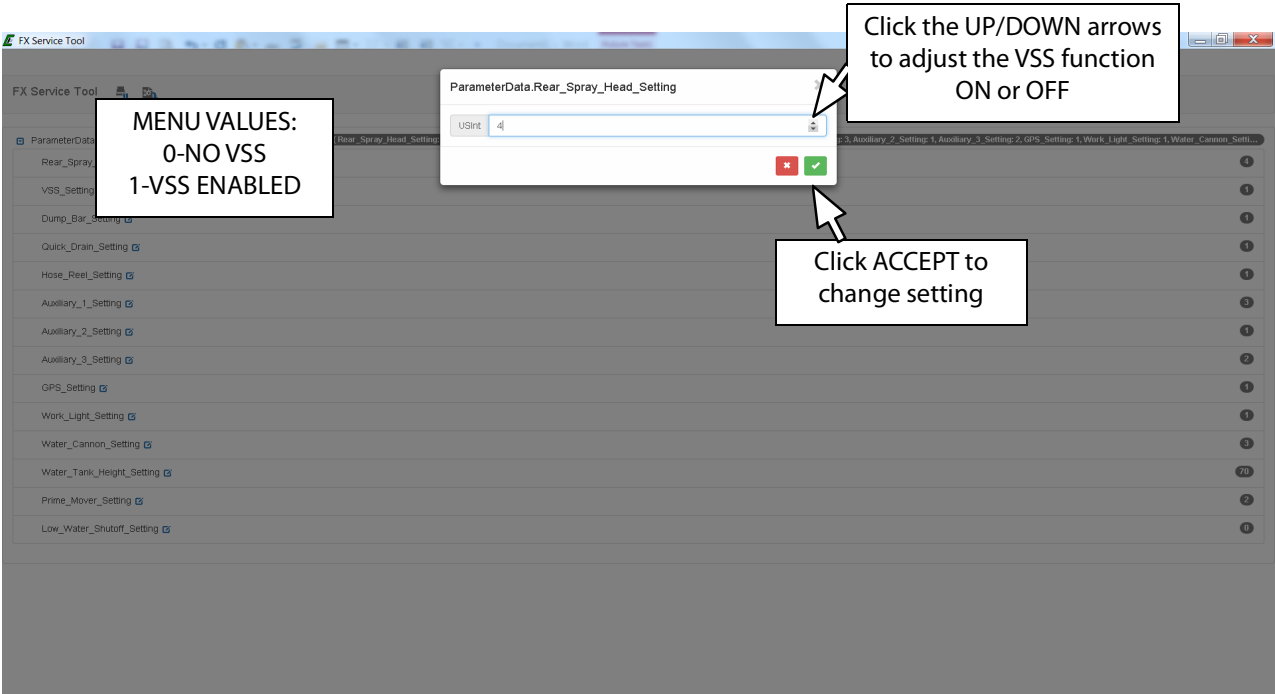 Click the UP/DOWN arrows
to adjust the VSS function
ON or OFF
FX Service Tool
ParameterData.Rear_Spray_Head_Setting
FX Service Tool
MENU VALUES:
0-NO VSS
1-VSS ENABLED
USInt 4
ParameterData Rear_Spray_Head_Setting: 3, Auxiliary_2_Setting: 1, Auxiliary_3_Setting: 2, GPS_Setting: 1, Work_Light_Setting: 1, Water_Cannon_Setti...
Rear_Spray_ 4
VSS_Setting 1
Dump_Bar_Setting 1
Quick_Drain_Setting 1
Click ACCEPT to
change setting
Hose_Reel_Setting 1
Auxiliary_1_Setting 3
Auxiliary_2_Setting 1
Auxiliary_3_Setting 2
GPS_Setting 1
Work_Light_Setting 1
Water_Cannon_Setting 3
Water_Tank_Height_Setting 70
Prime_Mover_Setting 2
Low_Water_Shutoff_Setting 0